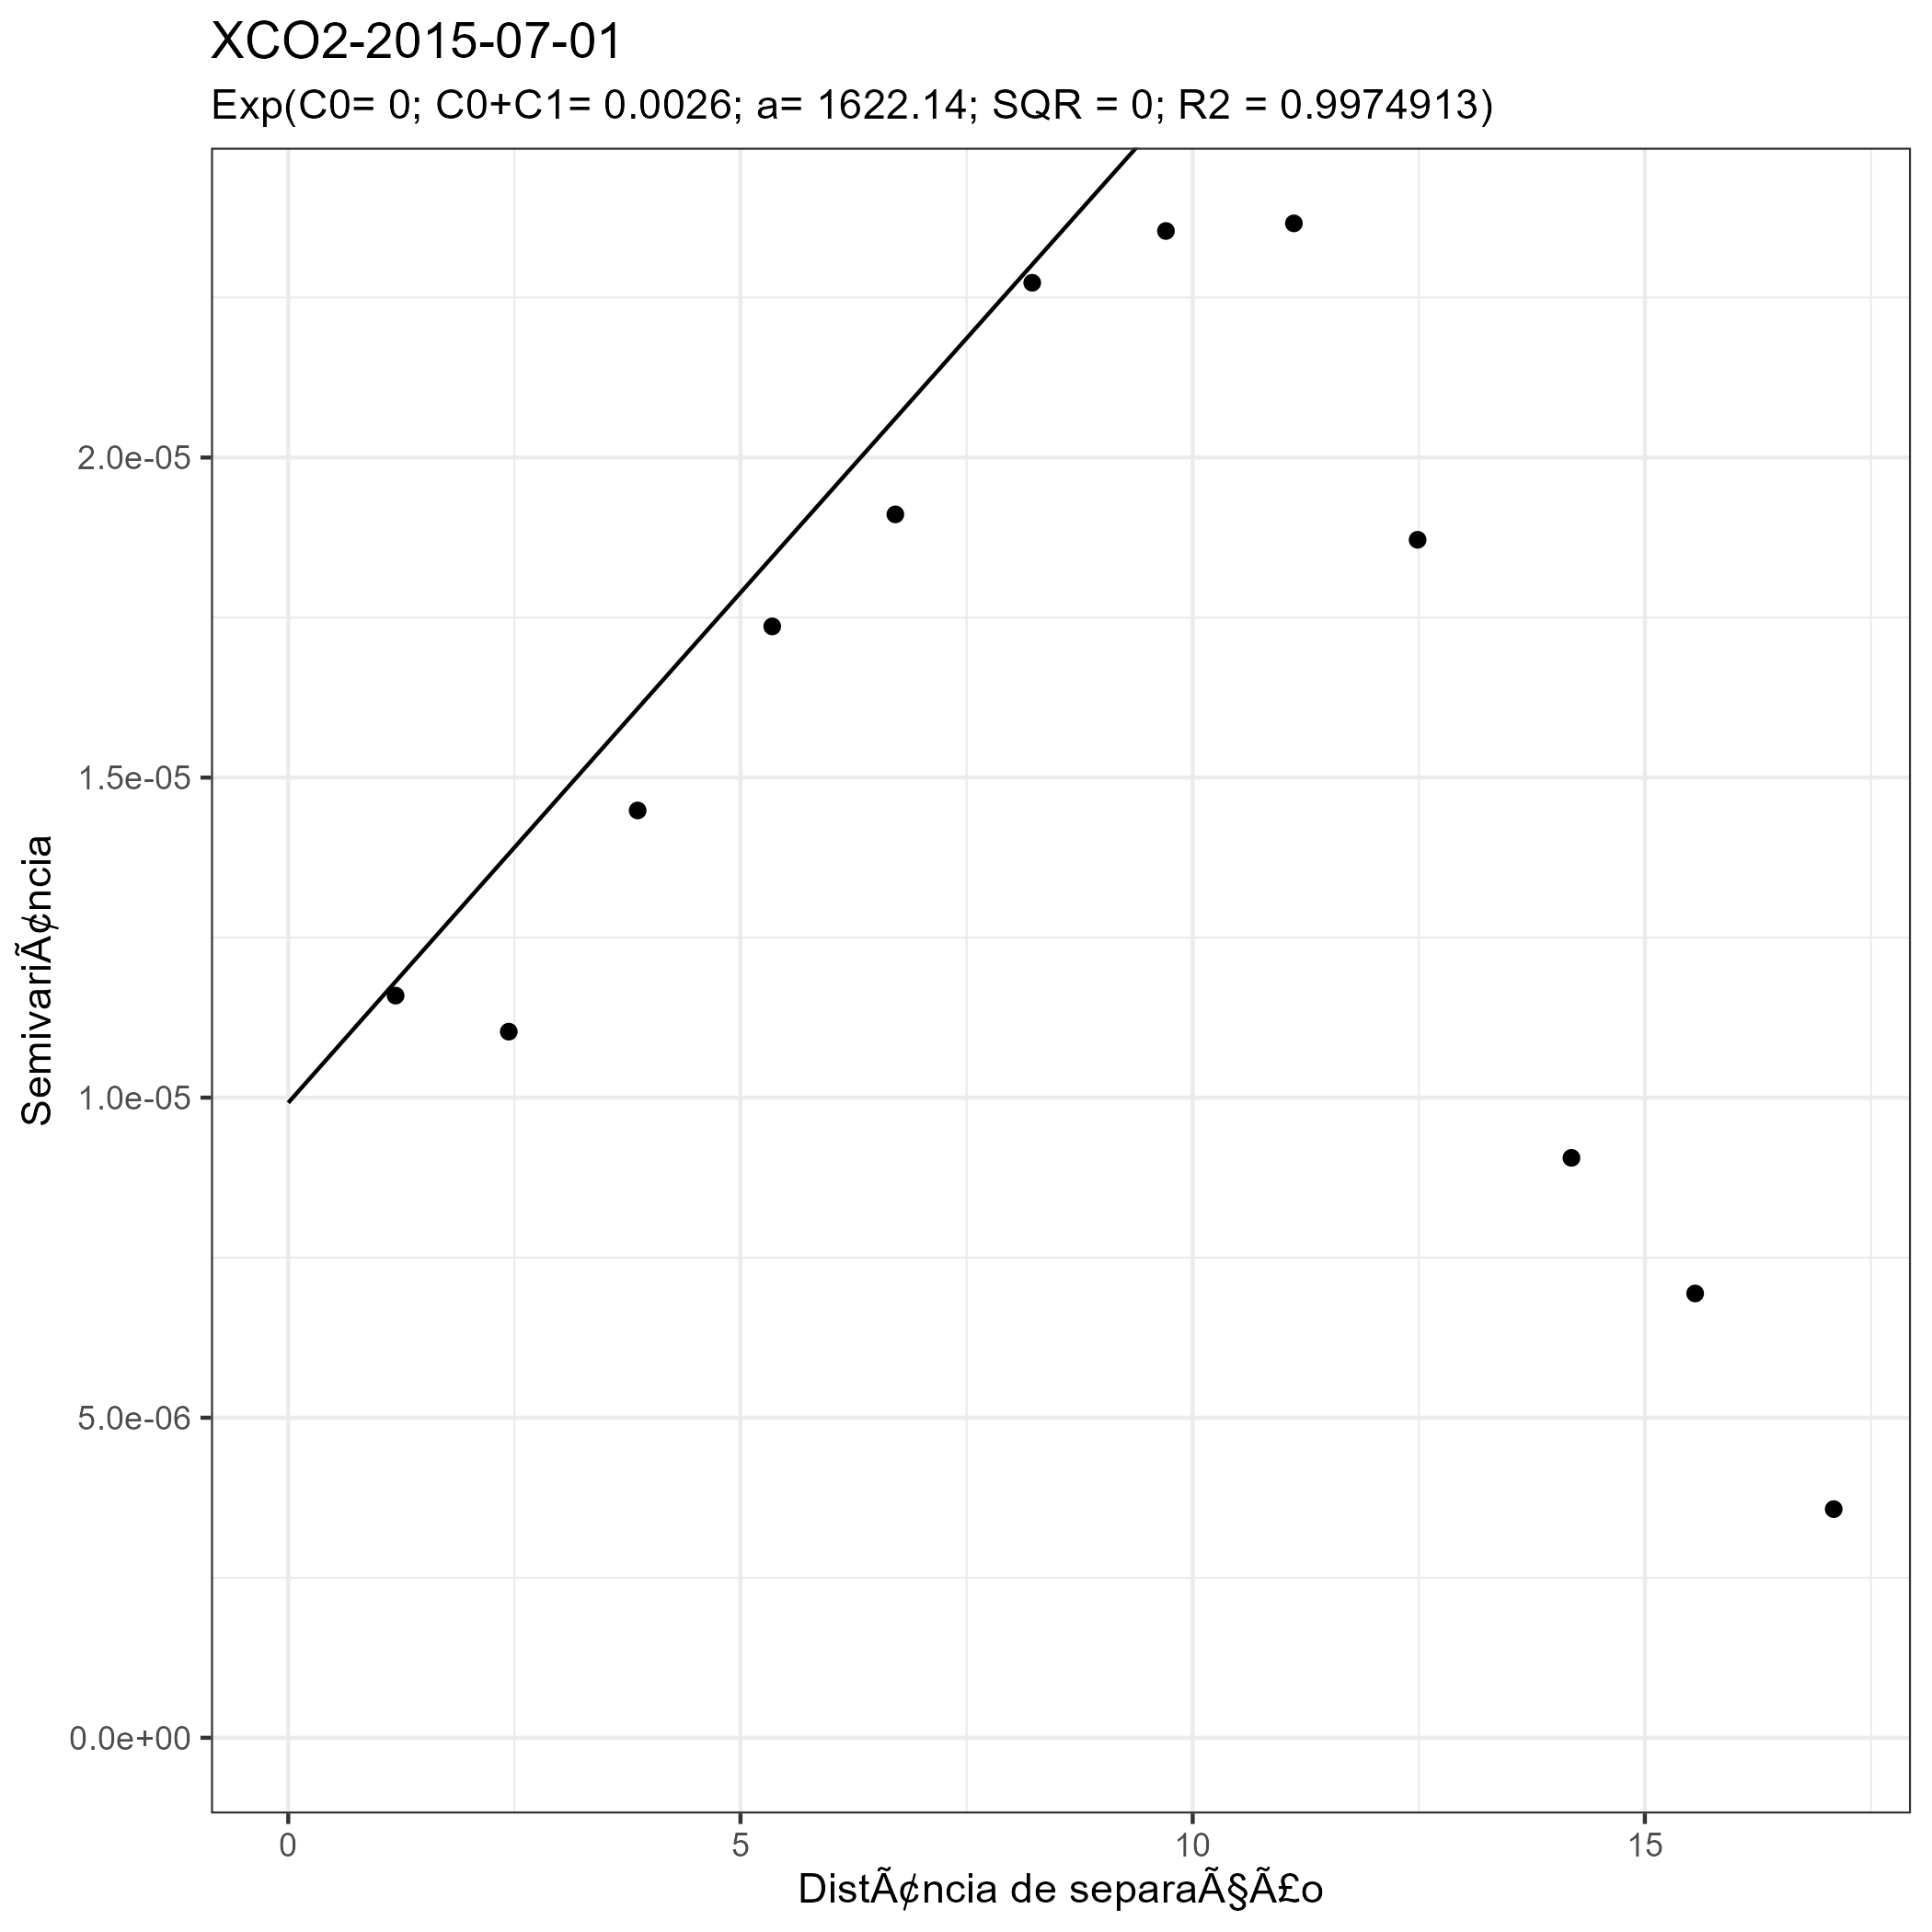 XCO2-2015-07-01
Exp(C0= 0; C0+C1= 0.0026; a= 1622.14; SQR = 0; R2 = 0.9974913)
SemivariÃ¢ncia
2.0e-05
1.5e-05
1.0e-05
5.0e-06
0.0e+00
0
5
10
15
DistÃ¢ncia de separaÃ§Ã£o